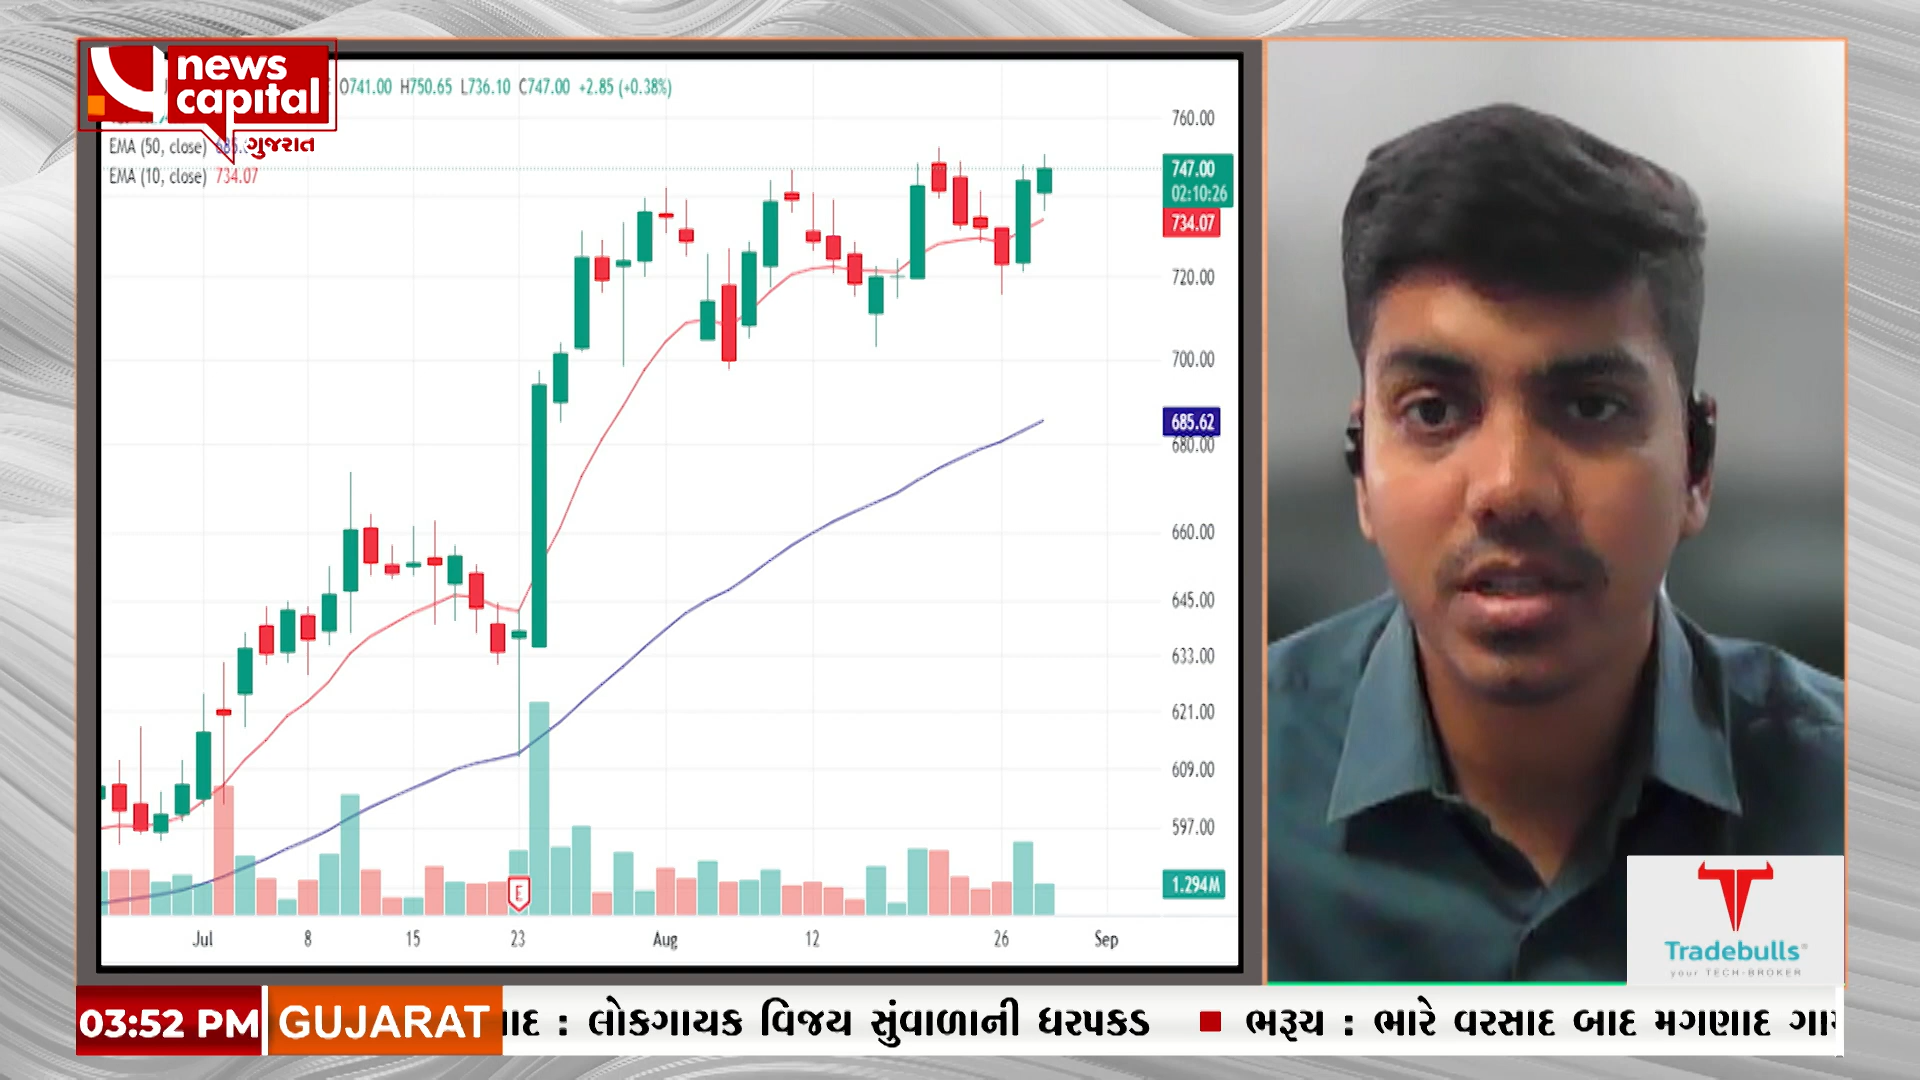 news
capital
ગુજરાત
O741.00 H750.65 L736.10 C747.00 +2.85 (+0.38%)
EMA (50, close)
EMA (10, close) 734.07
760.00
747.00
02:10:26
734.07
720.00
700.00
685.62
680.00
660.00
645.00
633.00
621.00
609.00
597.00
1.294M
E
Jul 8 15 23 Aug 12 26 Sep
Tradebulls
your TECH-BROKER
03:52 PM GUJARAT : લોકગાયક વિજય સુંવાળાની ધરપકડ ■ ભરૂચ : ભારે વરસાદ બાદ મગણાદ